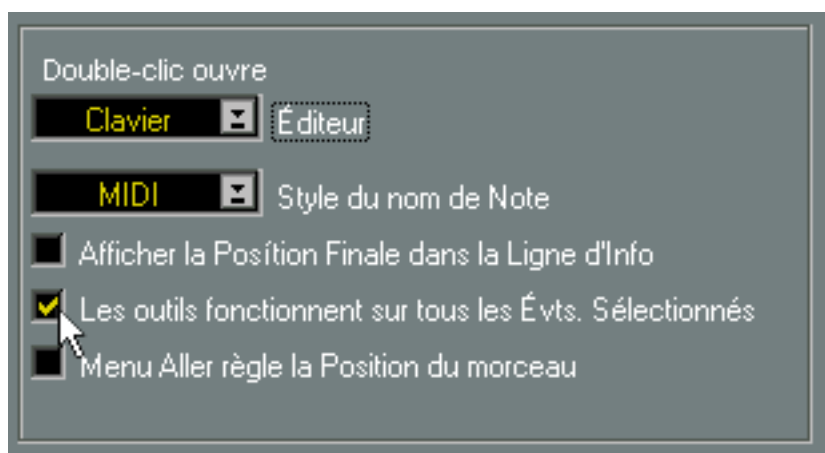 Double-clic ouvre
Clavier Éditeur
MIDI Style du nom de Note
Afficher la Posítion Finale dans la Ligne d'Info
Les outils fonctionnent sur tous les Évts. Sélectionnés
Menu Aller règle la Position du morceau